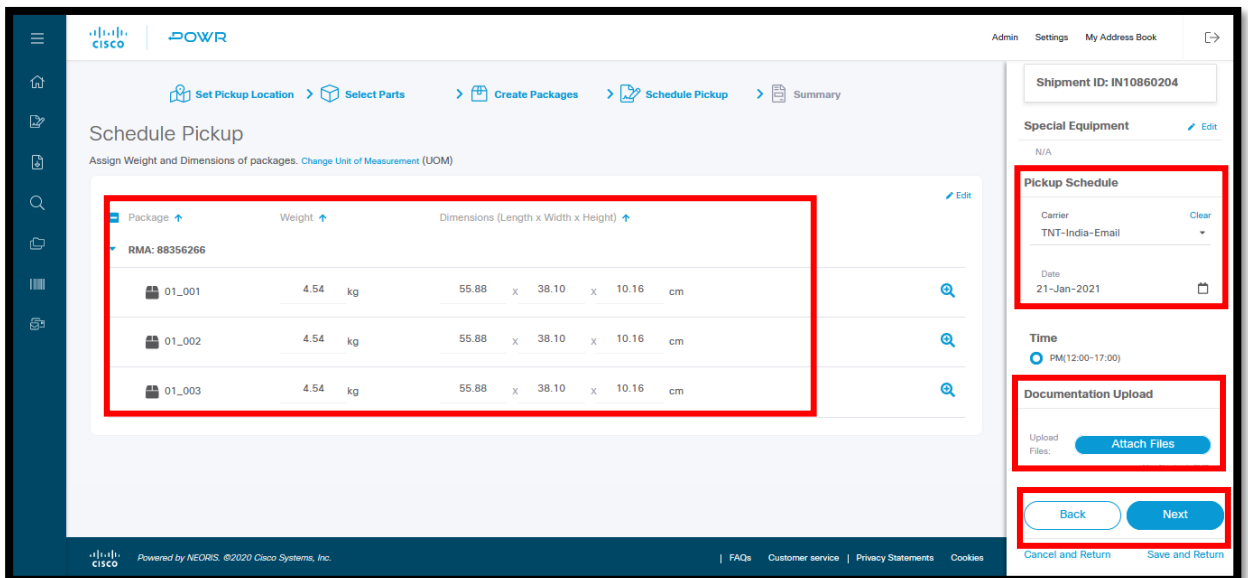 CISCO
POWR
Admin Settings My Address Book
Set Pickup Location > Select Parts > Create Packages > Schedule Pickup > Summary
Schedule Pickup
Assign Weight and Dimensions of packages. Change Unit of Measurement (UOM)
Edit
Package Weight Dimensions (Length x Width x Height)
RMA: 88356266
01_001 4.54 kg 55.88 x 38.10 x 10.16 cm
01_002 4.54 kg 55.88 x 38.10 x 10.16 cm
01_003 4.54 kg 55.88 x 38.10 x 10.16 cm
Shipment ID: IN10860204
Special Equipment Edit
N/A
Pickup Schedule
Carrier Clear
TNT-India-Email
Date
21-Jan-2021
Time
PM(12:00-17:00)
Documentation Upload
Upload
Files:
Attach Files
Back Next
Cancel and Return Save and Return
CISCO Powered by NEORIS. ©2020 Cisco Systems, Inc. | FAQs Customer service | Privacy Statements Cookies